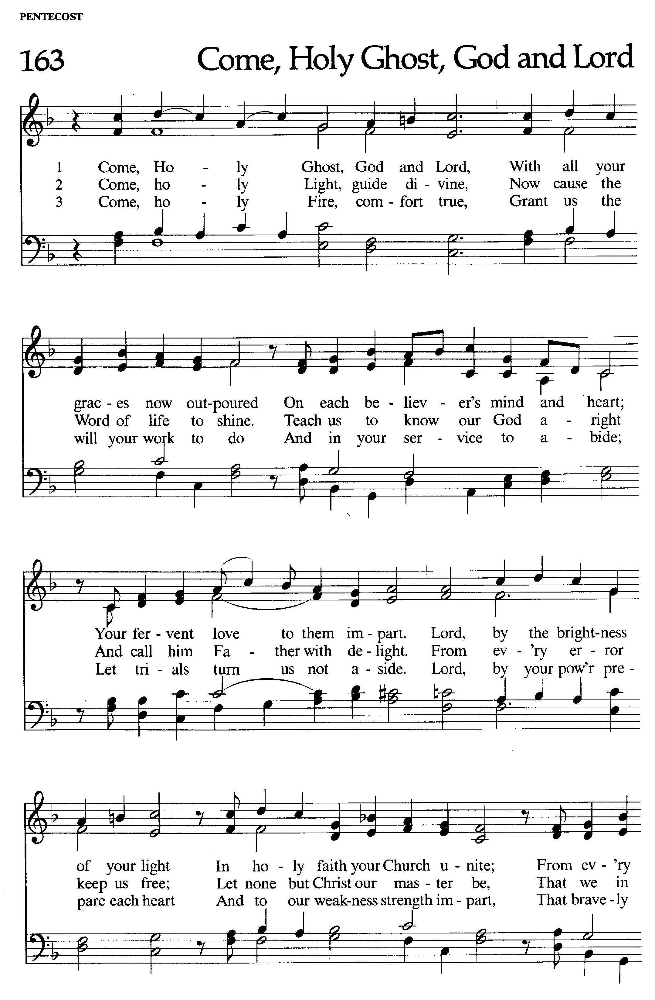 PENTECOST
163 Come, Holy Ghost, God and Lord
1 Come, Ho - ly Ghost, God and Lord, With all your
2 Come, ho - ly Light, guide di - vine, Now cause the
3 Come, ho - ly Fire, com - fort true, Grant us the
grac - es now out-poured On each be - liev - er's mind and heart;
Word of life to shine. Teach us to know our God a - right
will your work to do And in your ser - vice to a - bide;
Your fer - vent love to them im - part. Lord, by the bright-ness
And call him Fa - ther with de - light. From ev - 'ry er - ror
Let tri - als turn us not a - side. Lord, by your pow'r pre -
of your light In ho - ly faith your Church u - nite; From ev - 'ry
keep us free; Let none but Christ our mas - ter be, That we in
pare each heart And to our weak-ness strength im - part, That brave - ly